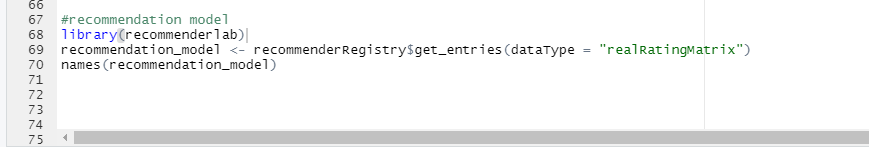 66
67 #recommendation model
68 library(recommenderlab)
69 recommendation_model <- recommenderRegistry$get_entries(dataType = "realRatingMatrix")
70 names(recommendation_model)
71
72
73
74
75